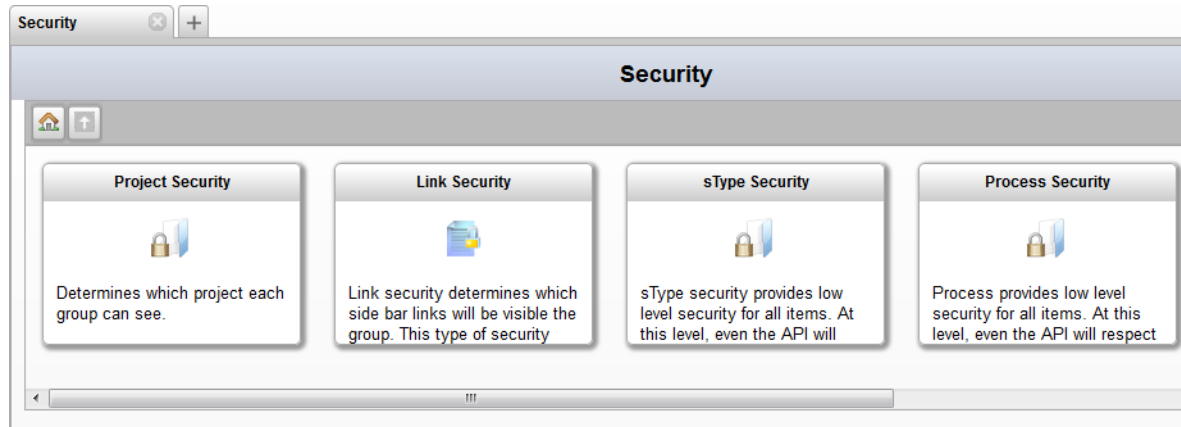 Security
Security
Project Security
Determines which project each
group can see.
Link Security
Link security determines which
side bar links will be visible the
group. This type of security
sType Security
sType security provides low
level security for all items. At
this level, even the API will
Process Security
Process provides low level
security for all items. At this
level, even the API will respect